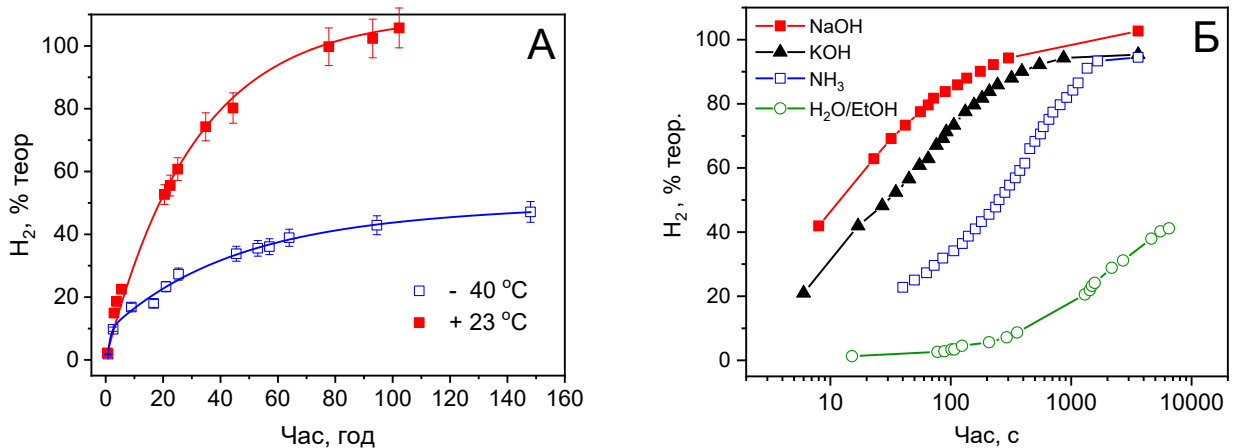 А
H₂, % теор
100
80
60
40
20
0
- 40 °C
+ 23 °C
0 20 40 60 80 100 120 140 160
Час, год
Б
NaOH
KOH
NH₃
H₂O/EtOH
H₂, % теор.
100
80
60
40
20
0
10 100 1000 10000
Час, с